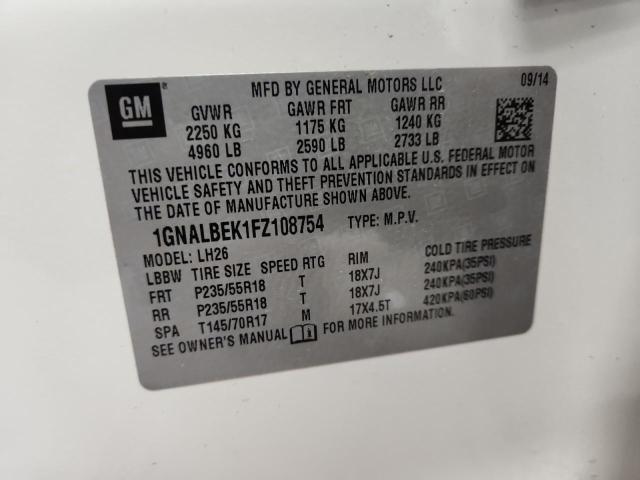 MFD BY GENERAL MOTORS LLC 09/14
GM
GVWR GAWR FRT GAWR RR
2250 KG 1175 KG 1240 KG
4960 LB 2590 LB 2733 LB
THIS VEHICLE CONFORMS TO ALL APPLICABLE U.S. FEDERAL MOTOR
VEHICLE SAFETY AND THEFT PREVENTION STANDARDS IN EFFECT ON
THE DATE OF MANUFACTURE SHOWN ABOVE.
1GNALBEK1FZ108754 TYPE: M.P.V.
MODEL: LH26
LBBW TIRE SIZE SPEED RTG RIM COLD TIRE PRESSURE
FRT P235/55R18 T 18X7J 240KPA(35PSI)
RR P235/55R18 T 18X7J 240KPA(35PSI)
SPA T145/70R17 M 17X4.5T 420KPA(60PSI)
SEE OWNER'S MANUAL FOR MORE INFORMATION.